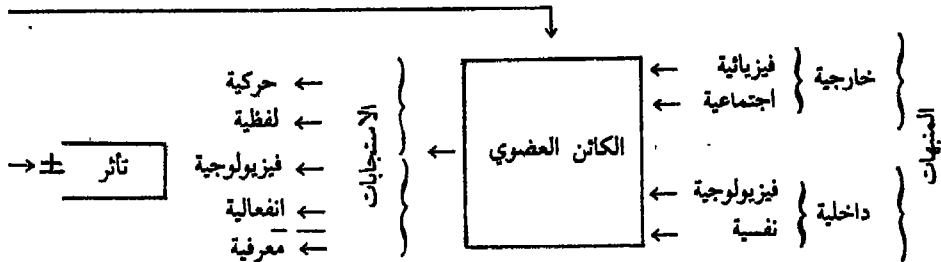 المنبهات
خارجية
فيزيائية
اجتماعية
داخلية
فيزيولوجية
نفسية
الكائن العضوي
الاستجابات
حركية
لفظية
فيزيولوجية
انفعالية
معرفية
تأثر
±